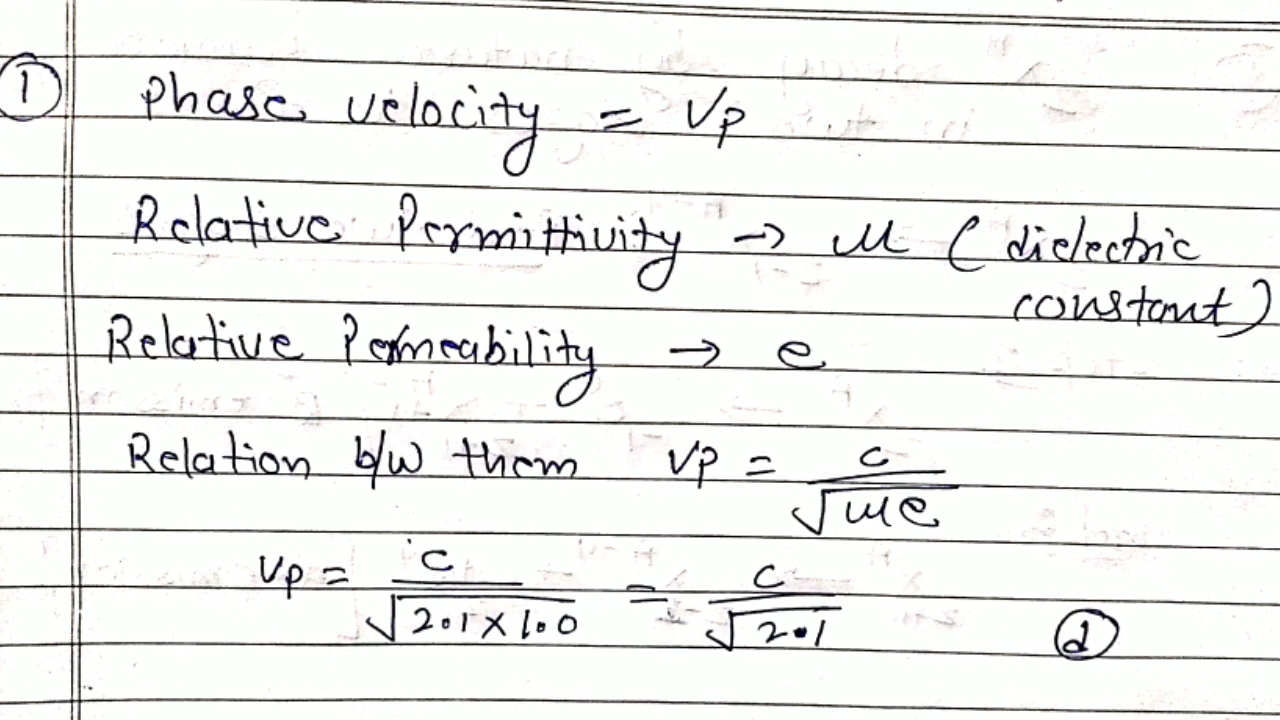 ①
Phase velocity = Vp
Relative Permittivity → μ (dielectric
constant)
Relative Permeability → e
Relation b/w them Vp = c / √μe
Vp = c / √2.1×1.0 = c / √2.1 ⓓ